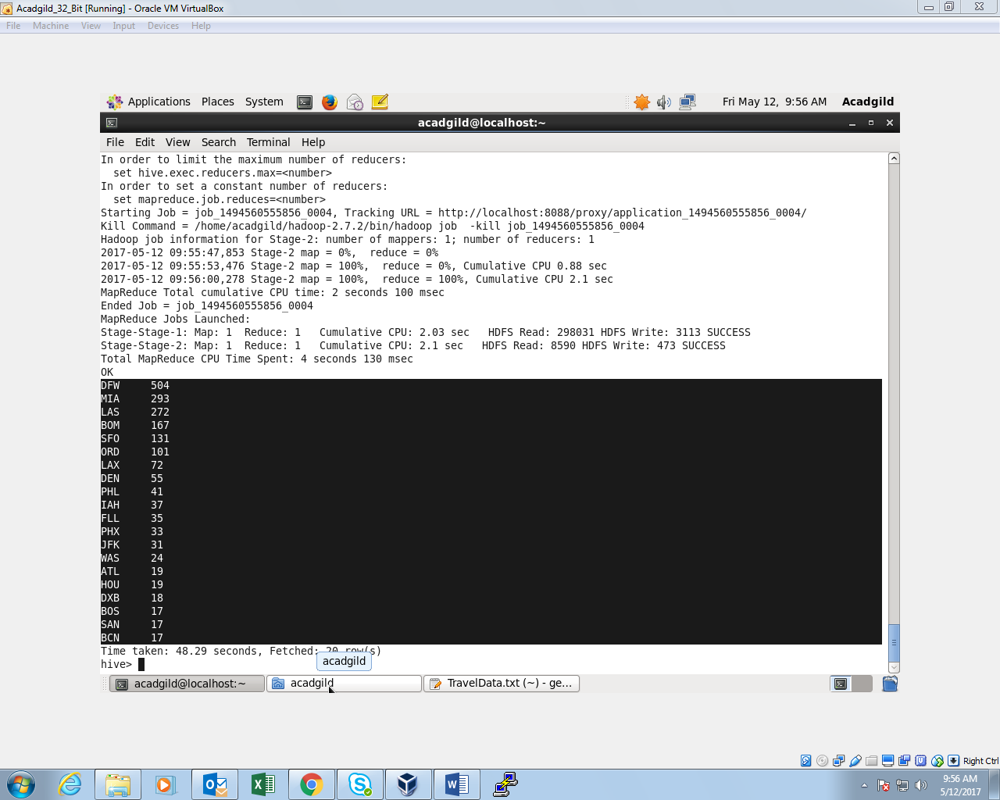 Acadgild_32_Bit [Running] - Oracle VM VirtualBox
File Machine View Input Devices Help
Applications Places System Fri May 12, 9:56 AM Acadgild
acadgild@localhost:~
File Edit View Search Terminal Help
In order to limit the maximum number of reducers:
set hive.exec.reducers.max=<number>
In order to set a constant number of reducers:
set mapreduce.job.reduces=<number>
Starting Job = job_1494560555856_0004, Tracking URL = http://localhost:8088/proxy/application_1494560555856_0004/
Kill Command = /home/acadgild/hadoop-2.7.2/bin/hadoop job  -kill job_1494560555856_0004
Hadoop job information for Stage-2: number of mappers: 1; number of reducers: 1
2017-05-12 09:55:47,853 Stage-2 map = 0%,  reduce = 0%
2017-05-12 09:55:53,476 Stage-2 map = 100%,  reduce = 0%, Cumulative CPU 0.88 sec
2017-05-12 09:56:00,278 Stage-2 map = 100%,  reduce = 100%, Cumulative CPU 2.1 sec
MapReduce Total cumulative CPU time: 2 seconds 100 msec
Ended Job = job_1494560555856_0004
MapReduce Jobs Launched:
Stage-Stage-1: Map: 1  Reduce: 1   Cumulative CPU: 2.03 sec   HDFS Read: 298031 HDFS Write: 3113 SUCCESS
Stage-Stage-2: Map: 1  Reduce: 1   Cumulative CPU: 2.1 sec   HDFS Read: 8590 HDFS Write: 473 SUCCESS
Total MapReduce CPU Time Spent: 4 seconds 130 msec
OK
DFW 504
MIA 293
LAS 272
BOM 167
SFO 131
ORD 101
LAX 72
DEN 55
PHL 41
IAH 37
FLL 35
PHX 33
JFK 31
WAS 24
ATL 19
HOU 19
DXB 18
BOS 17
SAN 17
BCN 17
Time taken: 48.29 seconds, Fetched: 20 row(s)
hive>
acadgild
acadgild@localhost:~ acadgild TravelData.txt (~) - ge...
Right Ctrl
9:56 AM
5/12/2017